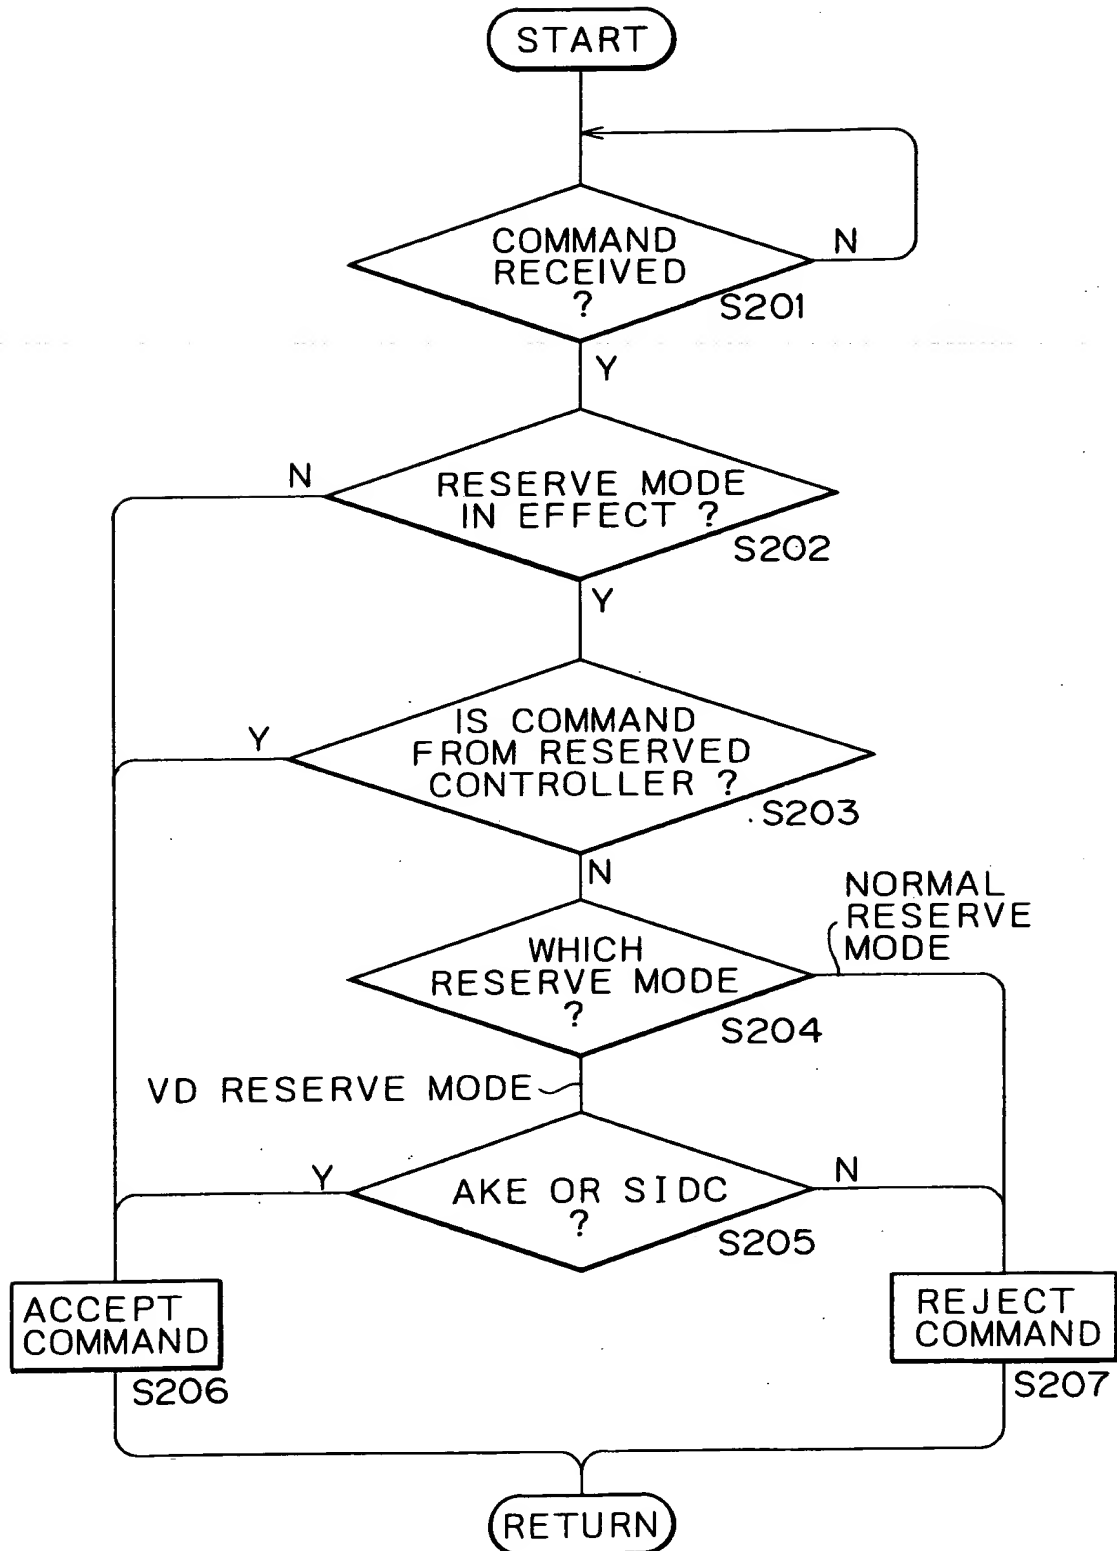 START
COMMAND
RECEIVED
?
N
S201
Y
RESERVE MODE
IN EFFECT ?
N
S202
Y
IS COMMAND
FROM RESERVED
CONTROLLER ?
Y
S203
N
NORMAL
RESERVE
MODE
WHICH
RESERVE MODE
?
S204
VD RESERVE MODE
Y
AKE OR SIDC
?
N
S205
ACCEPT
COMMAND
S206
REJECT
COMMAND
S207
RETURN